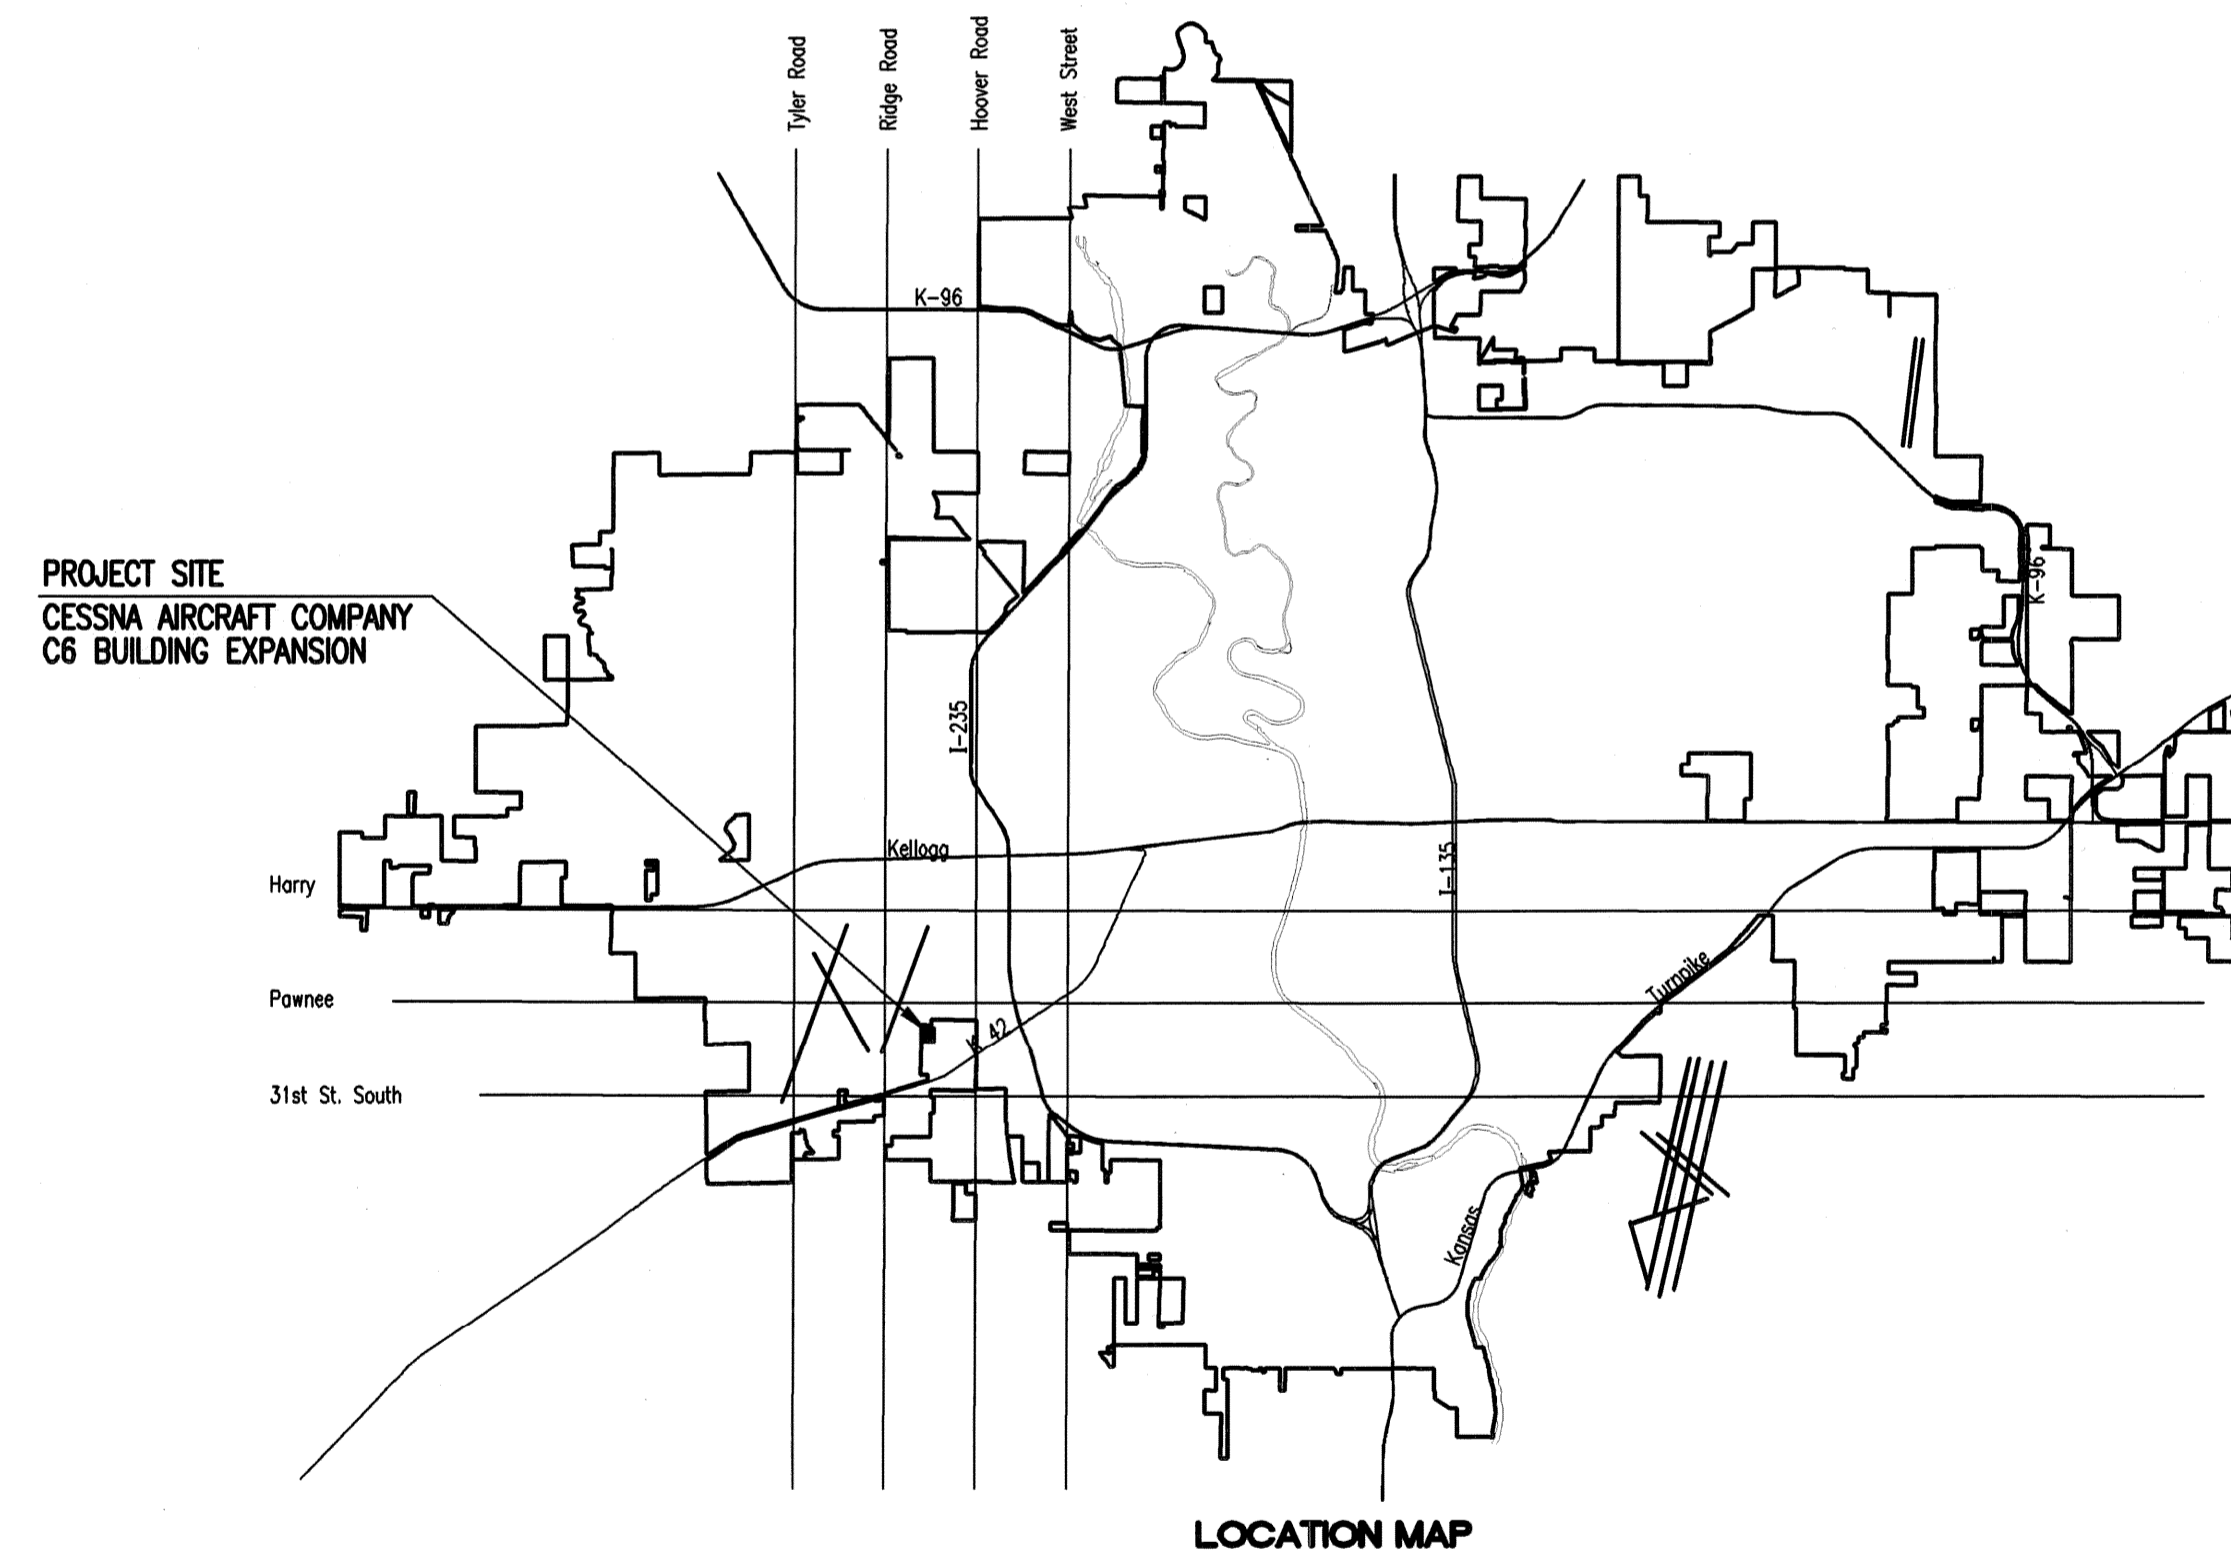 Tyler Road
Ridge Road
Hoover Road
West Street
K-96
PROJECT SITE
CESSNA AIRCRAFT COMPANY
C6 BUILDING EXPANSION
K-96
I-235
Kellogg
I-135
Harry
Turnpike
Pawnee
K 42
31st St. South
Kansas
LOCATION MAP